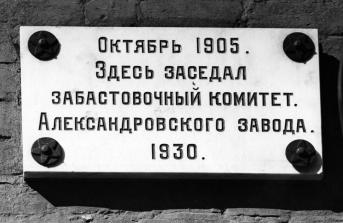 Октябрь 1905.
Здесь заседал
забастовочный комитет.
Александровского завода.
1930.